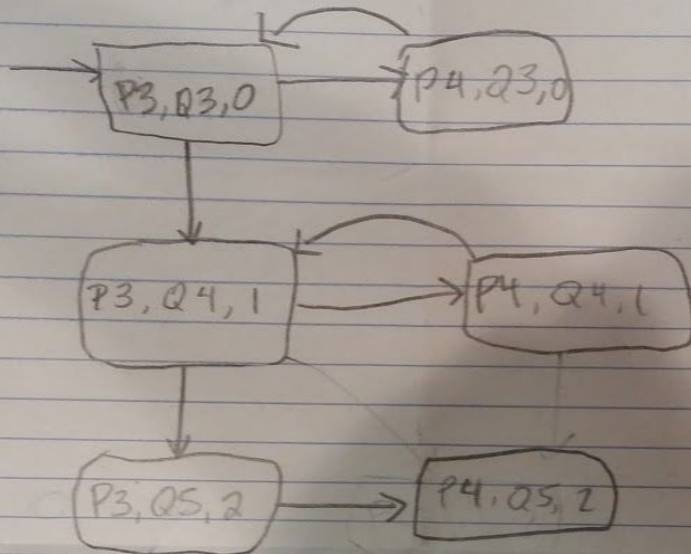 P3, Q3, 0
P4, Q3, 0
P3, Q4, 1
P4, Q4, 1
P3, Q5, 2
P4, Q5, 2